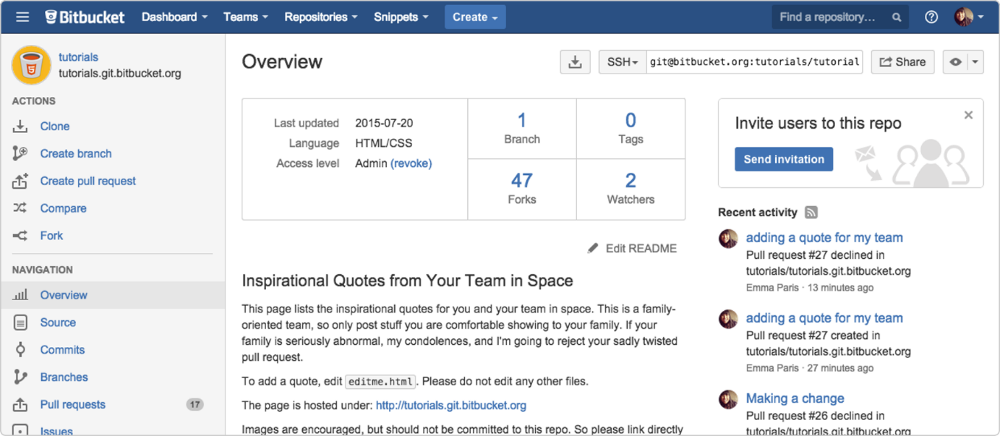 Bitbucket Dashboard Teams Repositories Snippets Create Find a repository...
tutorials
tutorials.git.bitbucket.org
ACTIONS
Clone
Create branch
Create pull request
Compare
Fork
NAVIGATION
Overview
Source
Commits
Branches
Pull requests 17
Issues
Overview
SSH git@bitbucket.org:tutorials/tutorial Share
Last updated 2015-07-20
Language HTML/CSS
Access level Admin (revoke)
1
Branch
0
Tags
47
Forks
2
Watchers
Edit README
Inspirational Quotes from Your Team in Space
This page lists the inspirational quotes for you and your team in space. This is a family-
oriented team, so only post stuff you are comfortable showing to your family. If your
family is seriously abnormal, my condolences, and I'm going to reject your sadly twisted
pull request.
To add a quote, edit editme.html. Please do not edit any other files.
The page is hosted under: http://tutorials.git.bitbucket.org
Images are encouraged, but should not be committed to this repo. So please link directly
Invite users to this repo
Send invitation
Recent activity
adding a quote for my team
Pull request #27 declined in
tutorials/tutorials.git.bitbucket.org
Emma Paris · 13 minutes ago
adding a quote for my team
Pull request #27 created in
tutorials/tutorials.git.bitbucket.org
Emma Paris · 27 minutes ago
Making a change
Pull request #26 declined in
tutorials/tutorials.git.bitbucket.org